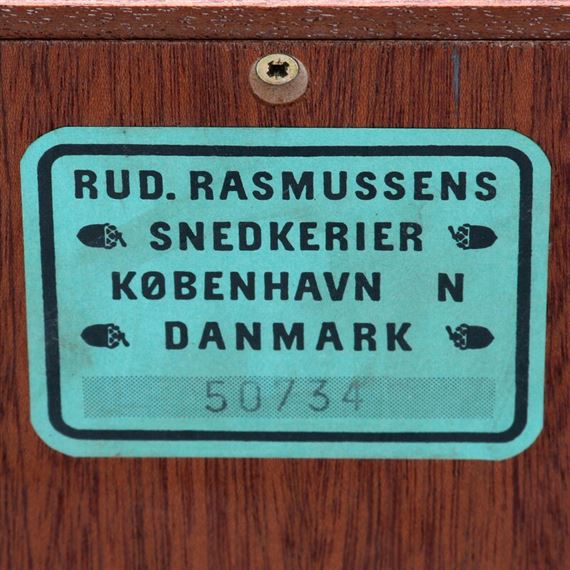 RUD. RASMUSSENS
SNEDKERIER
KØBENHAVN N
DANMARK
50734